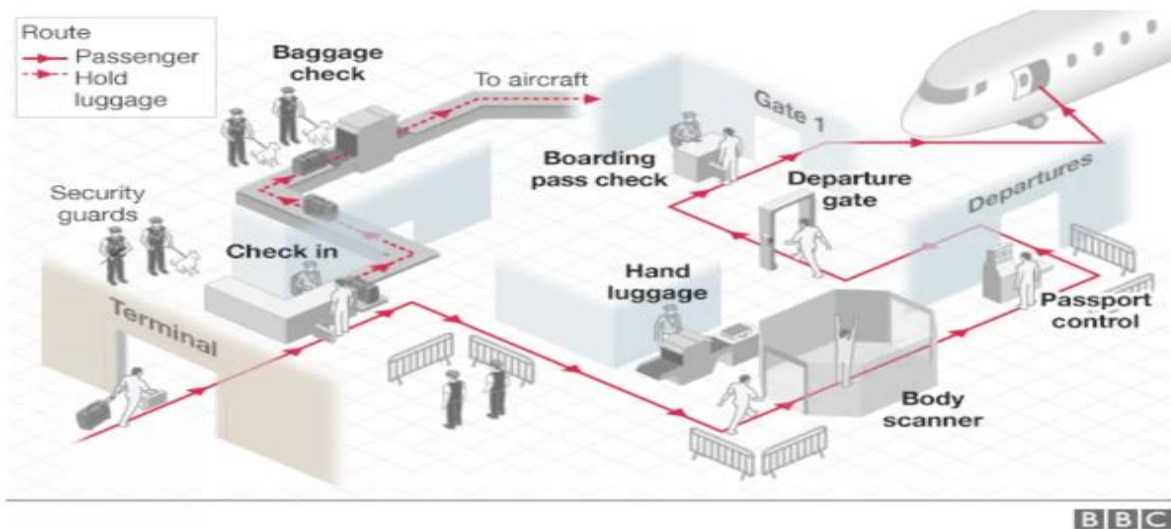 Route
Passenger
Hold
luggage
Baggage
check
To aircraft
Gate 1
Boarding
pass check
Departure
gate
Departures
Security
guards
Check in
Hand
luggage
Passport
control
Terminal
Body
scanner
BBC